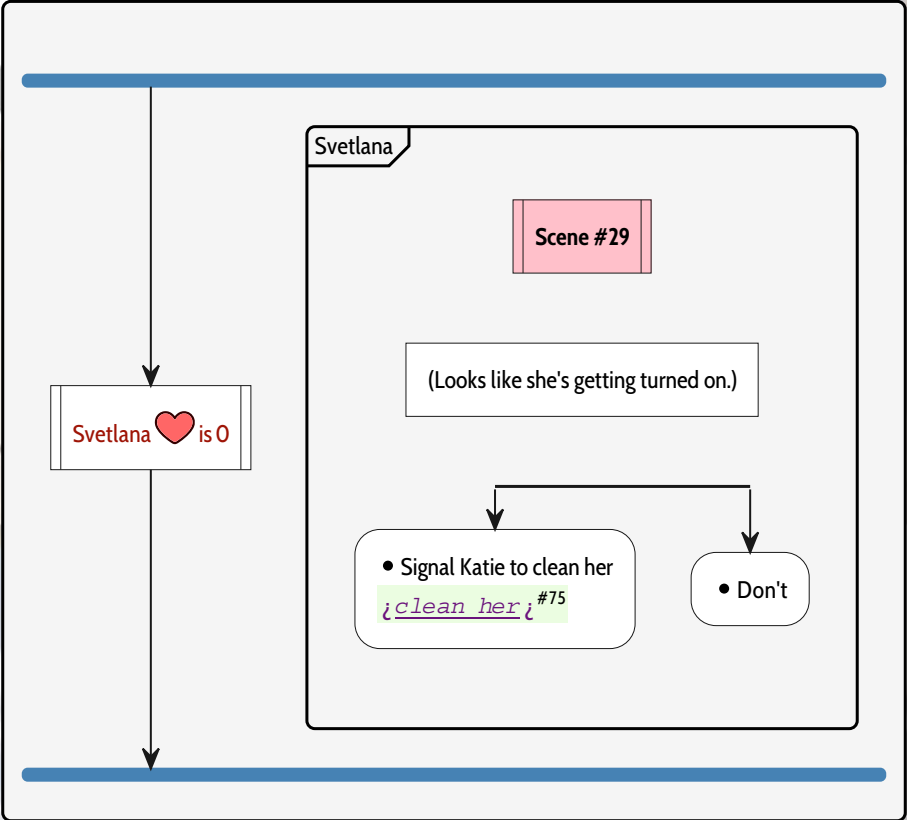 Svetlana
Scene #29
(Looks like she's getting turned on.)
Svetlana ❤ is 0
• Signal Katie to clean her
¿clean her¿ #75
• Don't